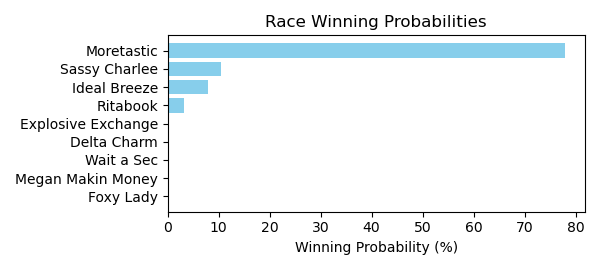 Race Winning Probabilities
Moretastic
Sassy Charlee
Ideal Breeze
Ritabook
Explosive Exchange
Delta Charm
Wait a Sec
Megan Makin Money
Foxy Lady
0 10 20 30 40 50 60 70 80
Winning Probability (%)